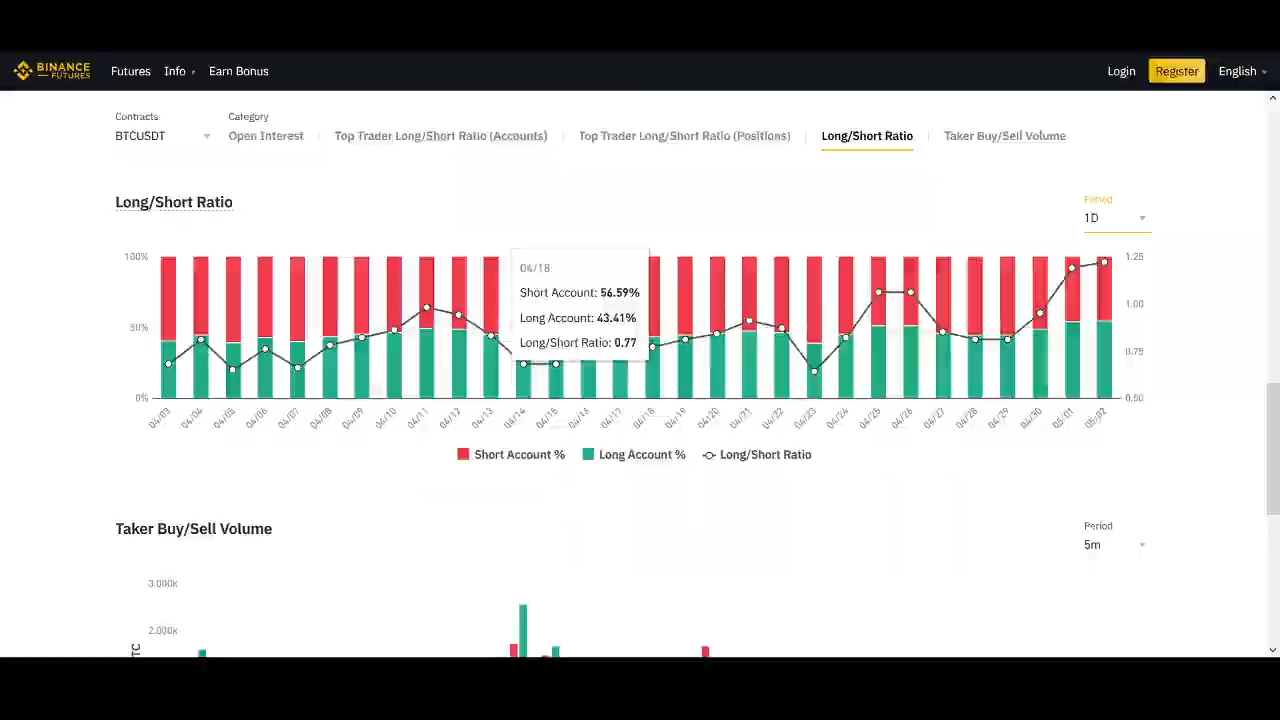 BINANCE
FUTURES
Futures Info Earn Bonus Login Register English
Contracts Category
BTCUSDT Open Interest Top Trader Long/Short Ratio (Accounts) Top Trader Long/Short Ratio (Positions) Long/Short Ratio Taker Buy/Sell Volume
Long/Short Ratio
Period
1D
100% 1.25
04/18
Short Account: 56.59%
Long Account: 43.41%
Long/Short Ratio: 0.77
1.00
50%
0.75
0% 0.50
04/03 04/04 04/05 04/06 04/07 04/08 04/09 04/10 04/11 04/12 04/13 04/14 04/15 04/16 04/17 04/18 04/19 04/20 04/21 04/22 04/23 04/24 04/25 04/26 04/27 04/28 04/29 04/30 05/01 05/02
Short Account % Long Account % Long/Short Ratio
Taker Buy/Sell Volume
Period
5m
3.000k
2.000k